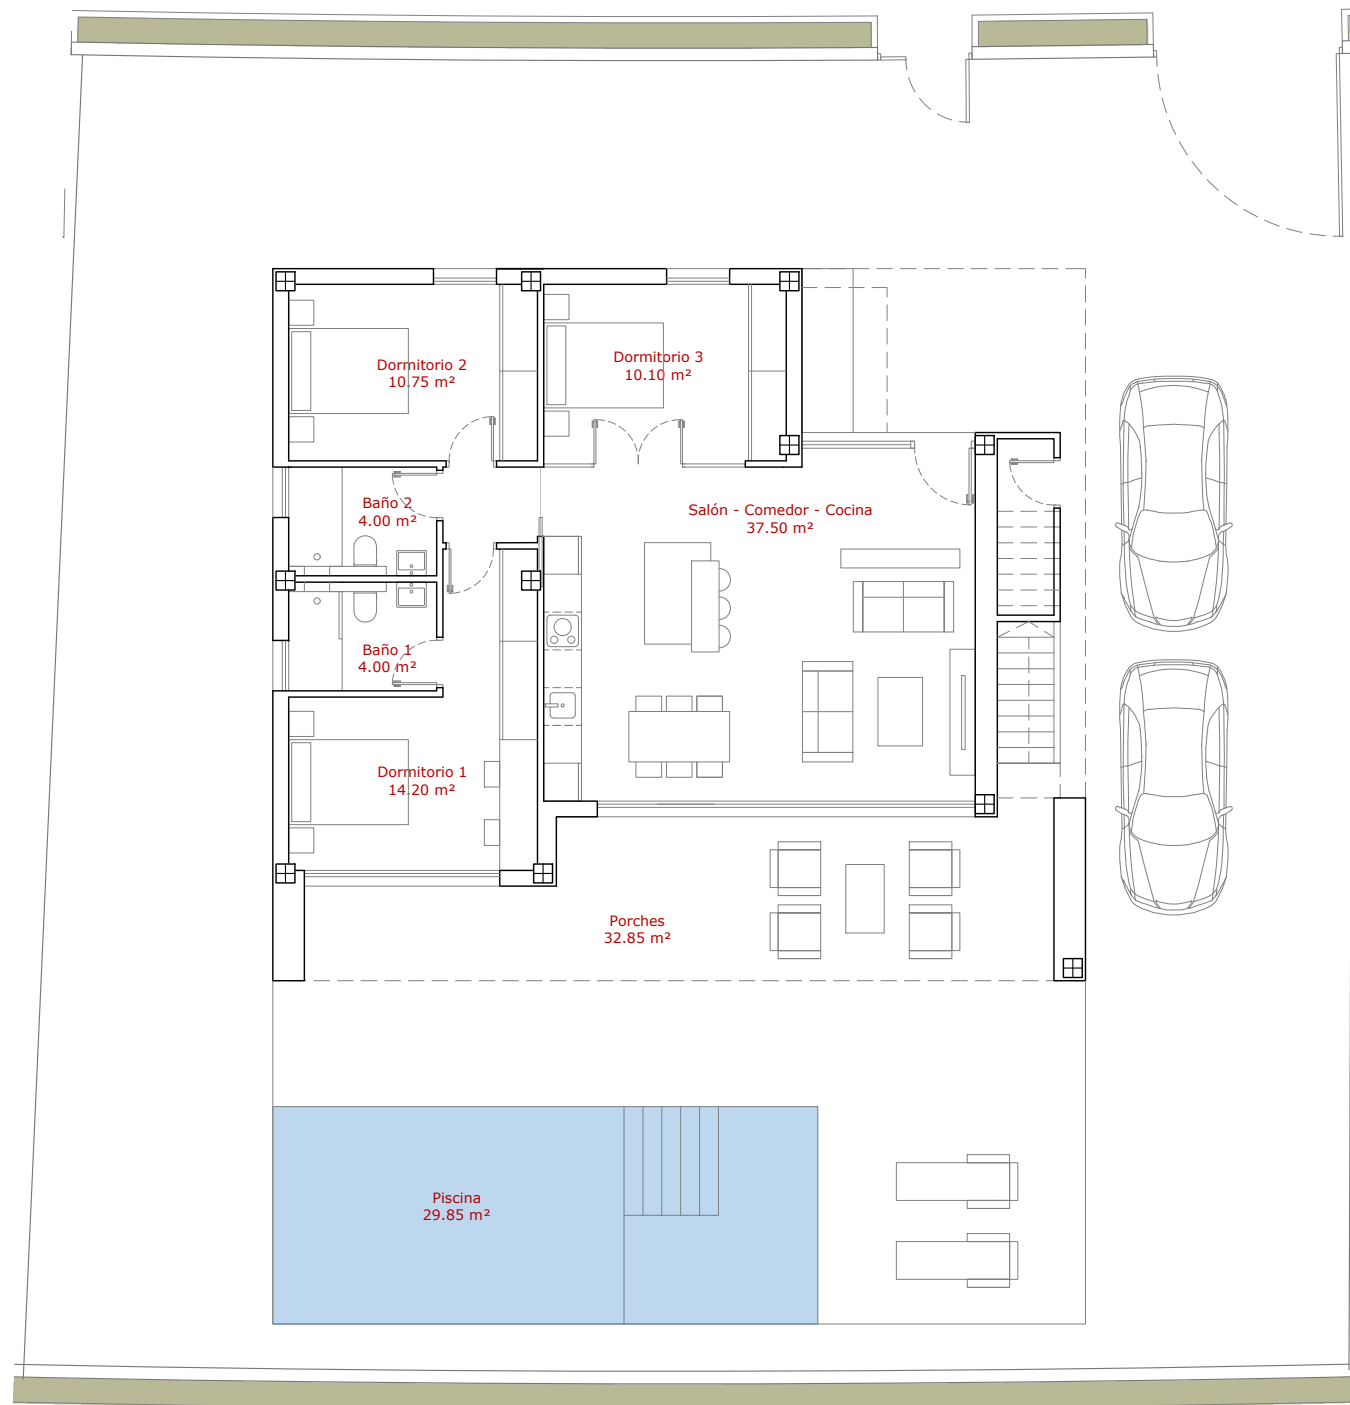 Dormitorio 2
10.75 m²
Dormitorio 3
10.10 m²
Baño 2
4.00 m²
Salón - Comedor - Cocina
37.50 m²
Baño 1
4.00 m²
Dormitorio 1
14.20 m²
Porches
32.85 m²
Piscina
29.85 m²